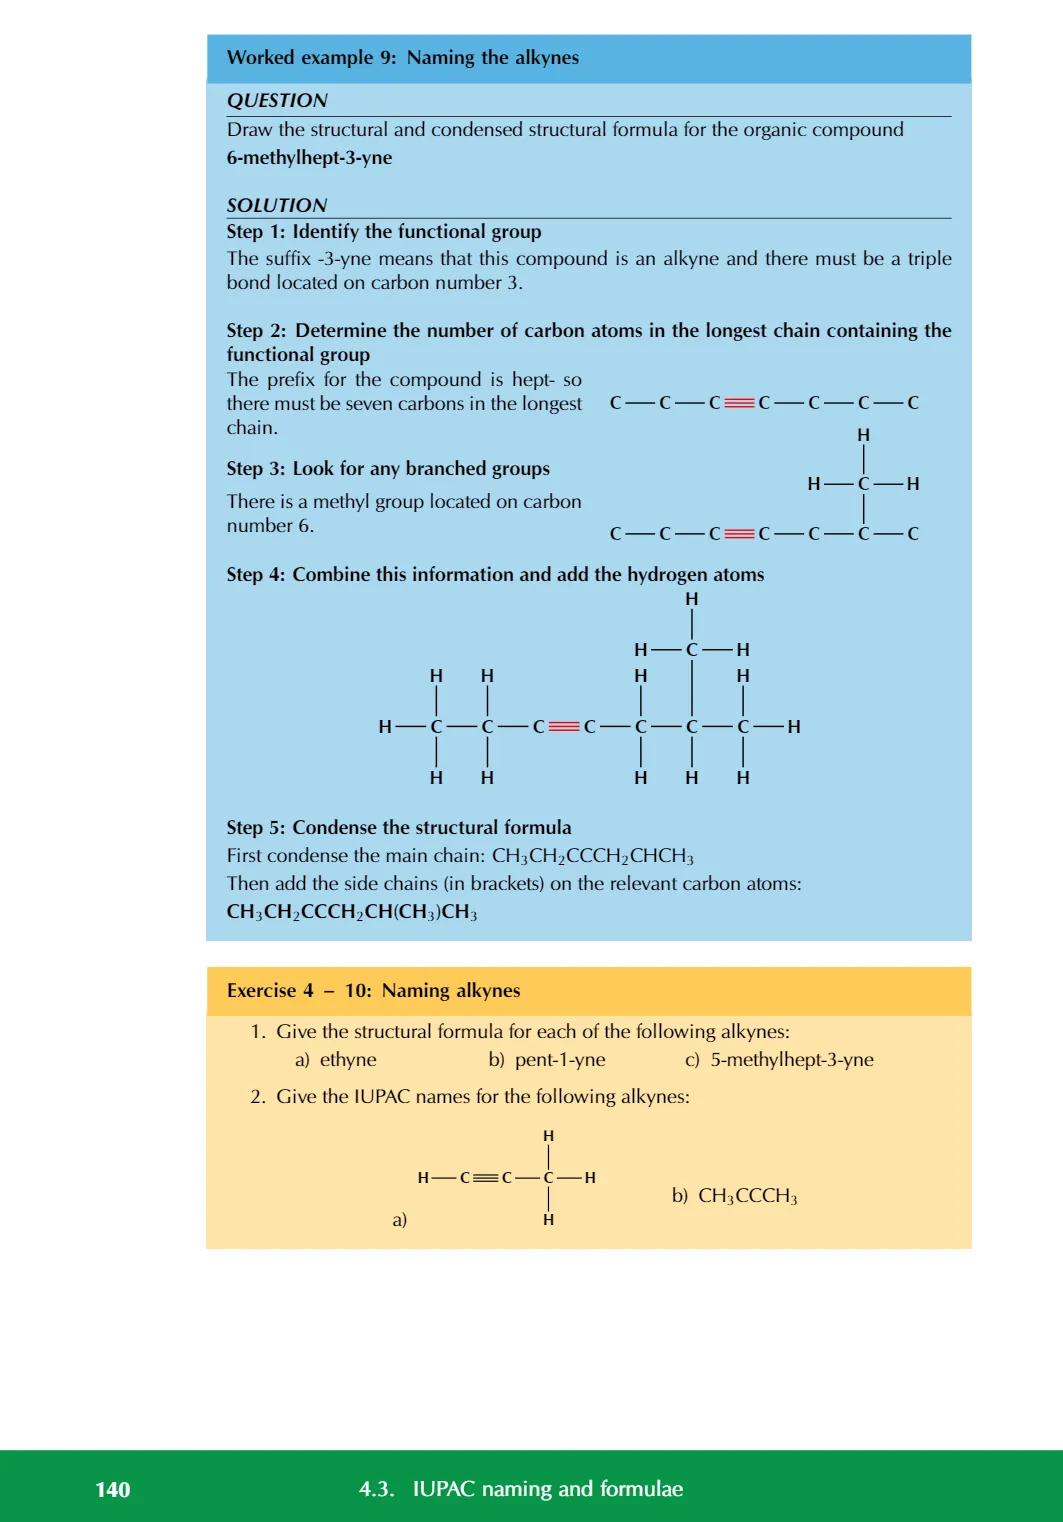 Worked example 9: Naming the alkynes
QUESTION
Draw the structural and condensed structural formula for the organic compound
6-methylhept-3-yne
SOLUTION
Step 1: Identify the functional group
The suffix -3-yne means that this compound is an alkyne and there must be a triple
bond located on carbon number 3.
Step 2: Determine the number of carbon atoms in the longest chain containing the
functional group
The prefix for the compound is hept- so
there must be seven carbons in the longest
chain.
C C C C C C C
Step 3: Look for any branched groups
There is a methyl group located on carbon
number 6.
H
H C H
C C C C C C C
Step 4: Combine this information and add the hydrogen atoms
H
H C H
H H H H
H C C C C C C C H
H H H H H
Step 5: Condense the structural formula
First condense the main chain: CH₃CH₂CCCH₂CHCH₃
Then add the side chains (in brackets) on the relevant carbon atoms:
CH₃CH₂CCCH₂CH(CH₃)CH₃
Exercise 4 – 10: Naming alkynes
1. Give the structural formula for each of the following alkynes:
a) ethyne b) pent-1-yne c) 5-methylhept-3-yne
2. Give the IUPAC names for the following alkynes:
H
H C C C H
a) H
b) CH₃CCCH₃
140 4.3. IUPAC naming and formulae